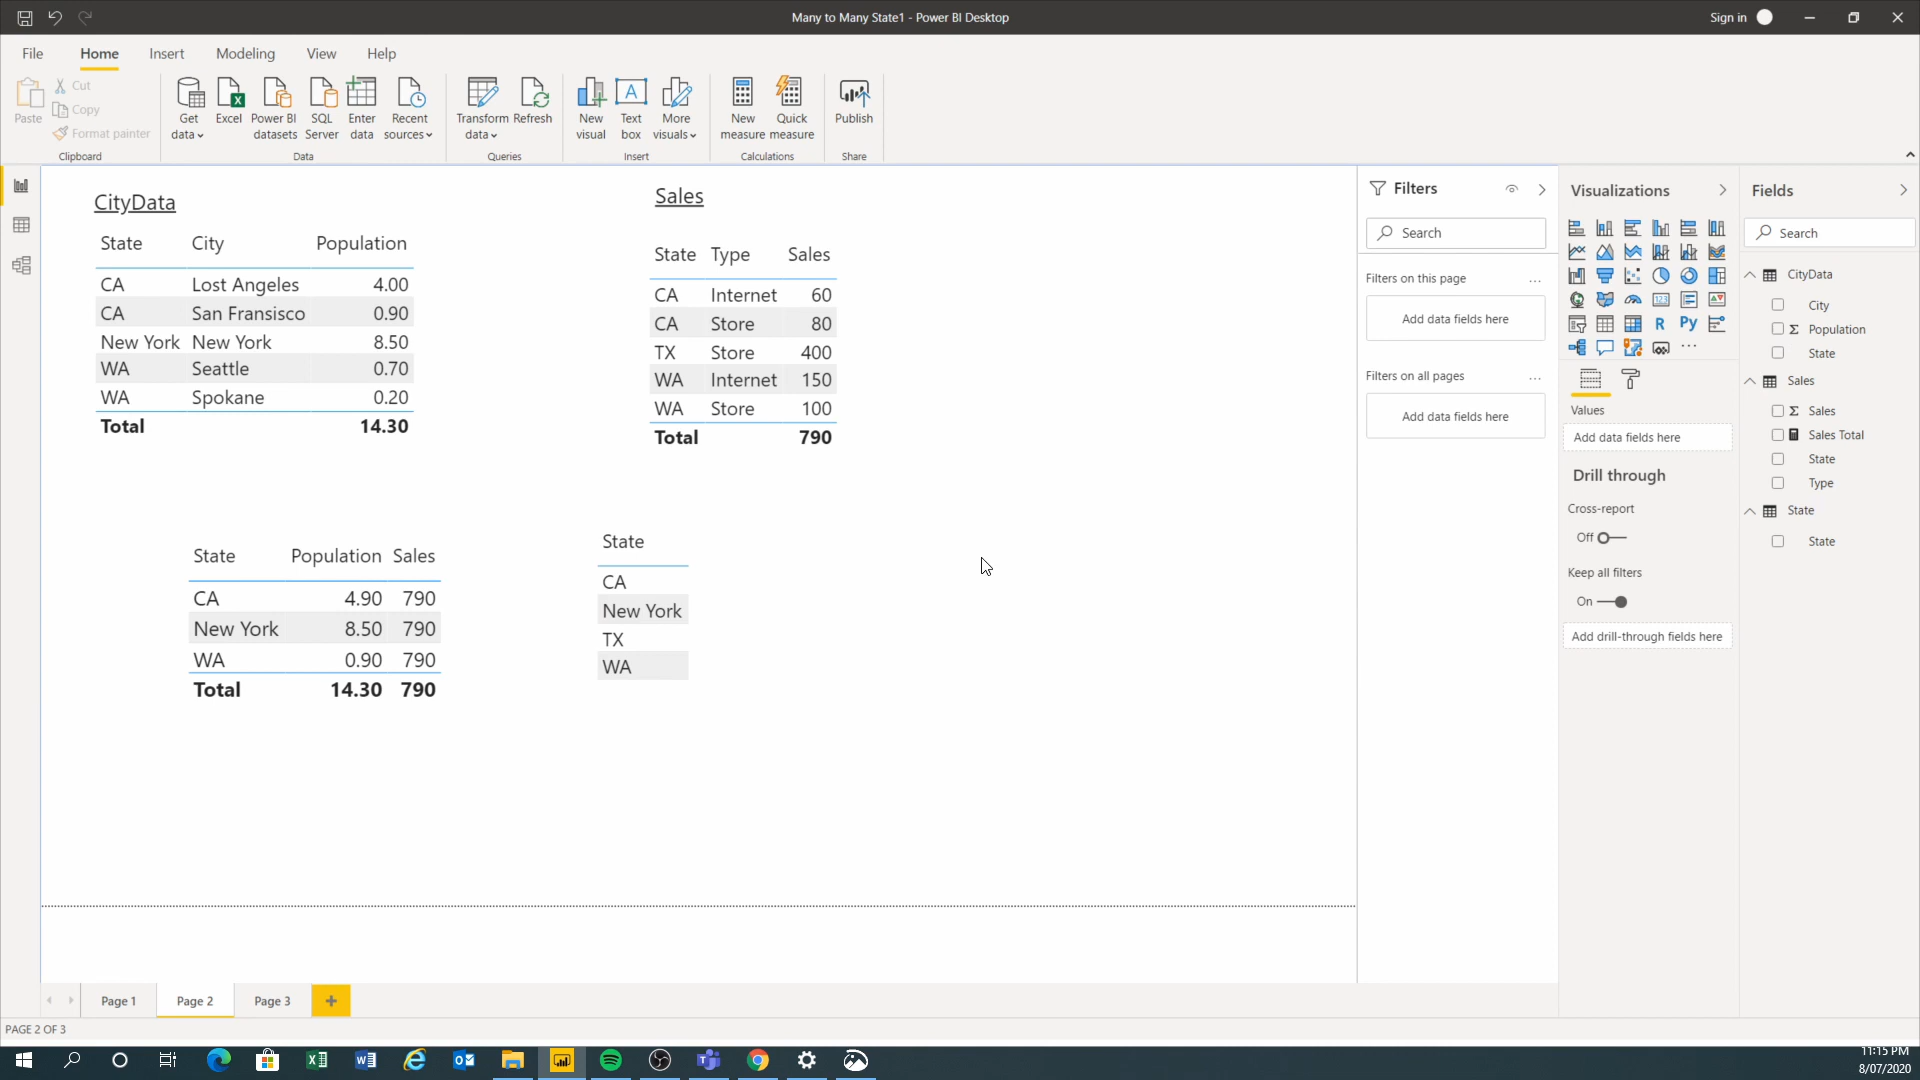 Many to Many State1 - Power BI Desktop
Sign in
File Home Insert Modeling View Help
Paste
Cut
Copy
Format painter
Clipboard
Get data
Excel
Power BI datasets
SQL Server
Enter data
Recent sources
Data
Transform data
Refresh
Queries
New visual
Text box
More visuals
Insert
New measure
Quick measure
Calculations
Publish
Share
CityData
State City Population
CA Lost Angeles 4.00
CA San Fransisco 0.90
New York New York 8.50
WA Seattle 0.70
WA Spokane 0.20
Total 14.30
Sales
State Type Sales
CA Internet 60
CA Store 80
TX Store 400
WA Internet 150
WA Store 100
Total 790
State Population Sales
CA 4.90 790
New York 8.50 790
WA 0.90 790
Total 14.30 790
State
CA
New York
TX
WA
Filters
Search
Filters on this page ...
Add data fields here
Filters on all pages ...
Add data fields here
Visualizations
123
R
Py
...
Values
Add data fields here
Drill through
Cross-report
Off
Keep all filters
On
Add drill-through fields here
Fields
Search
CityData
City
Σ Population
State
Sales
Σ Sales
Sales Total
State
Type
State
State
Page 1
Page 2
Page 3
+
PAGE 2 OF 3
11:15 PM
8/07/2020